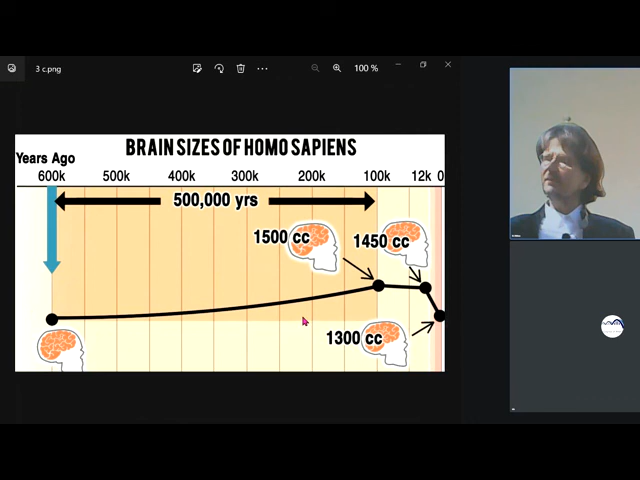 3 c.png
100 %
BRAIN SIZES OF HOMO SAPIENS
Years Ago
600k 500k 400k 300k 200k 100k 12k 0
500,000 yrs
1500 cc
1450 cc
1300 cc